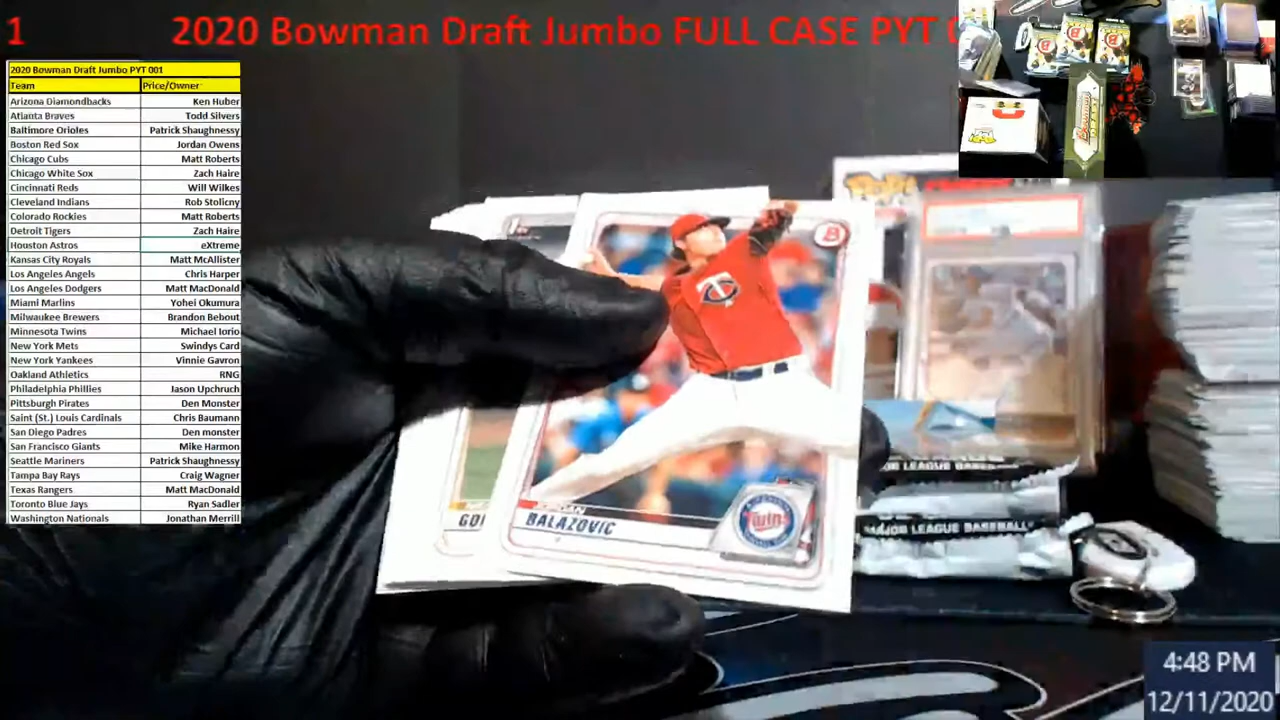 1
2020 Bowman Draft Jumbo FULL CASE PYT 0
2020 Bowman Draft Jumbo PYT 001
Team Price/Owner
Arizona Diamondbacks Ken Huber
Atlanta Braves Todd Silvers
Baltimore Orioles Patrick Shaughnessy
Boston Red Sox Jordan Owens
Chicago Cubs Matt Roberts
Chicago White Sox Zach Haire
Cincinnati Reds Will Wilkes
Cleveland Indians Rob Stolicny
Colorado Rockies Matt Roberts
Detroit Tigers Zach Haire
Houston Astros eXtreme
Kansas City Royals Matt McAllister
Los Angeles Angels Chris Harper
Los Angeles Dodgers Matt MacDonald
Miami Marlins Yohei Okumura
Milwaukee Brewers Brandon Bebout
Minnesota Twins Michael Iorio
New York Mets Swindys Card
New York Yankees Vinnie Gavron
Oakland Athletics RNG
Philadelphia Phillies Jason Upchruch
Pittsburgh Pirates Den Monster
Saint (St.) Louis Cardinals Chris Baumann
San Diego Padres Den monster
San Francisco Giants Mike Harmon
Seattle Mariners Patrick Shaughnessy
Tampa Bay Rays Craig Wagner
Texas Rangers Matt MacDonald
Toronto Blue Jays Ryan Sadler
Washington Nationals Jonathan Merrill
JORDAN
BALAZOVIC
Twins
MAJOR LEAGUE BASEBALL
4:48 PM
12/11/2020